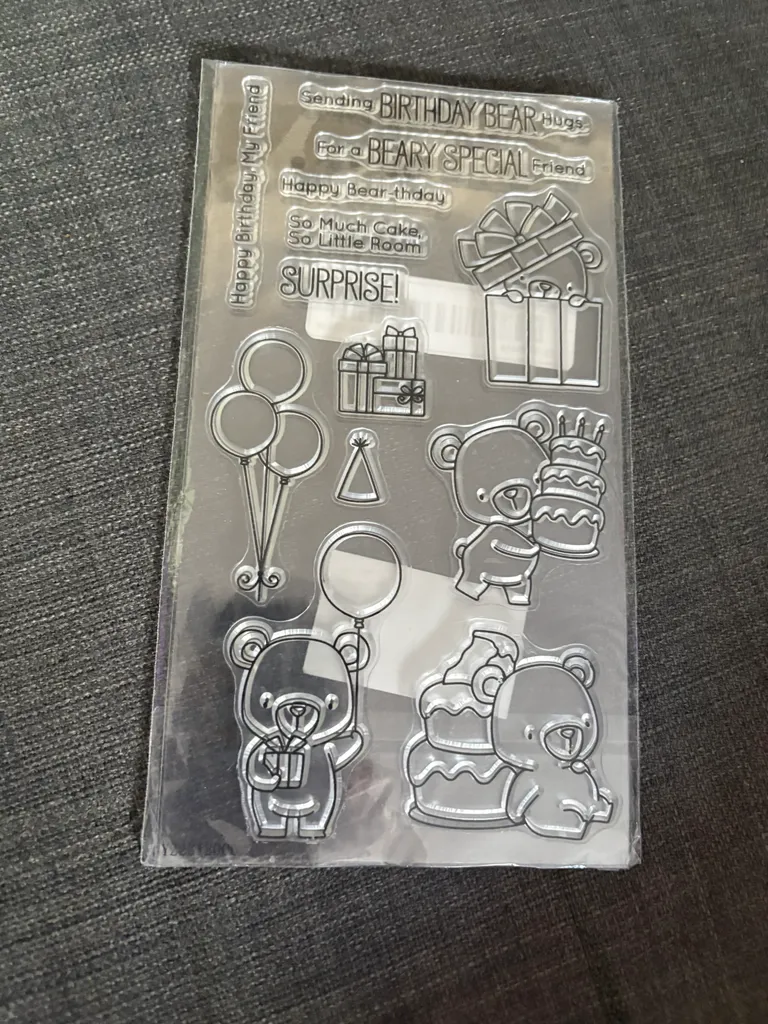 Sending BIRTHDAY BEAR Hugs
For a BEARY SPECIAL Friend
Happy Bear-thday
So Much Cake,
So Little Room
SURPRISE!
Happy Birthday, My Friend